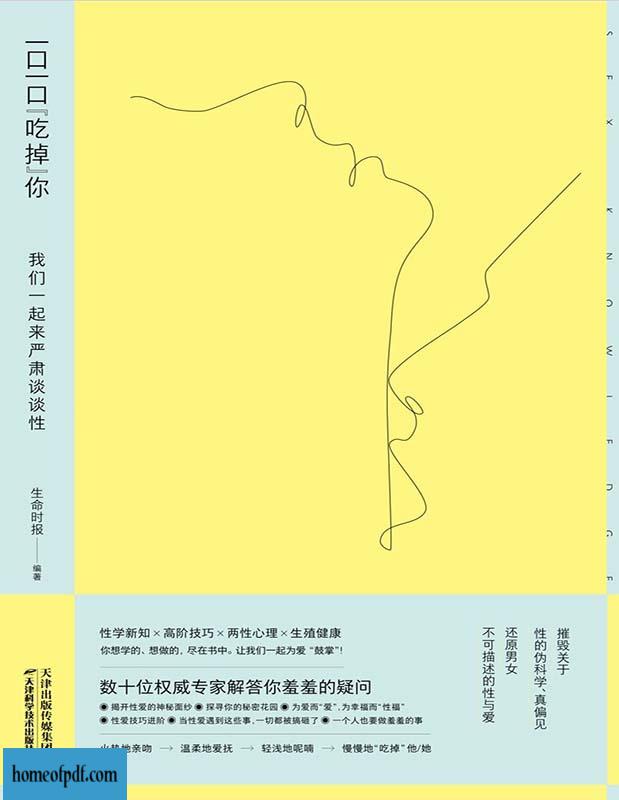 一口一口『吃掉』你
我们一起来严肃谈谈性
生命时报——编著
天津出版传媒集团
天津科学技术出版社
SEX KNOWLEDGE
性学新知×高阶技巧×两性心理×生殖健康
你想学的、想做的，尽在书中。让我们一起为爱“鼓掌”！
数十位权威专家解答你羞羞的疑问
◉ 揭开性爱的神秘面纱 ◉ 探寻你的秘密花园 ◉ 为爱而“爱”，为幸福而“性福”
◉ 性爱技巧进阶 ◉ 当性爱遇到这些事，一切都被搞砸了 ◉ 一个人也要做羞羞的事
火热地亲吻 → 温柔地爱抚 → 轻浅地呢喃 → 慢慢地“吃掉”他/她
摧毁关于
性的伪科学、真偏见
还原男女
不可描述的性与爱
homeofpdf.com